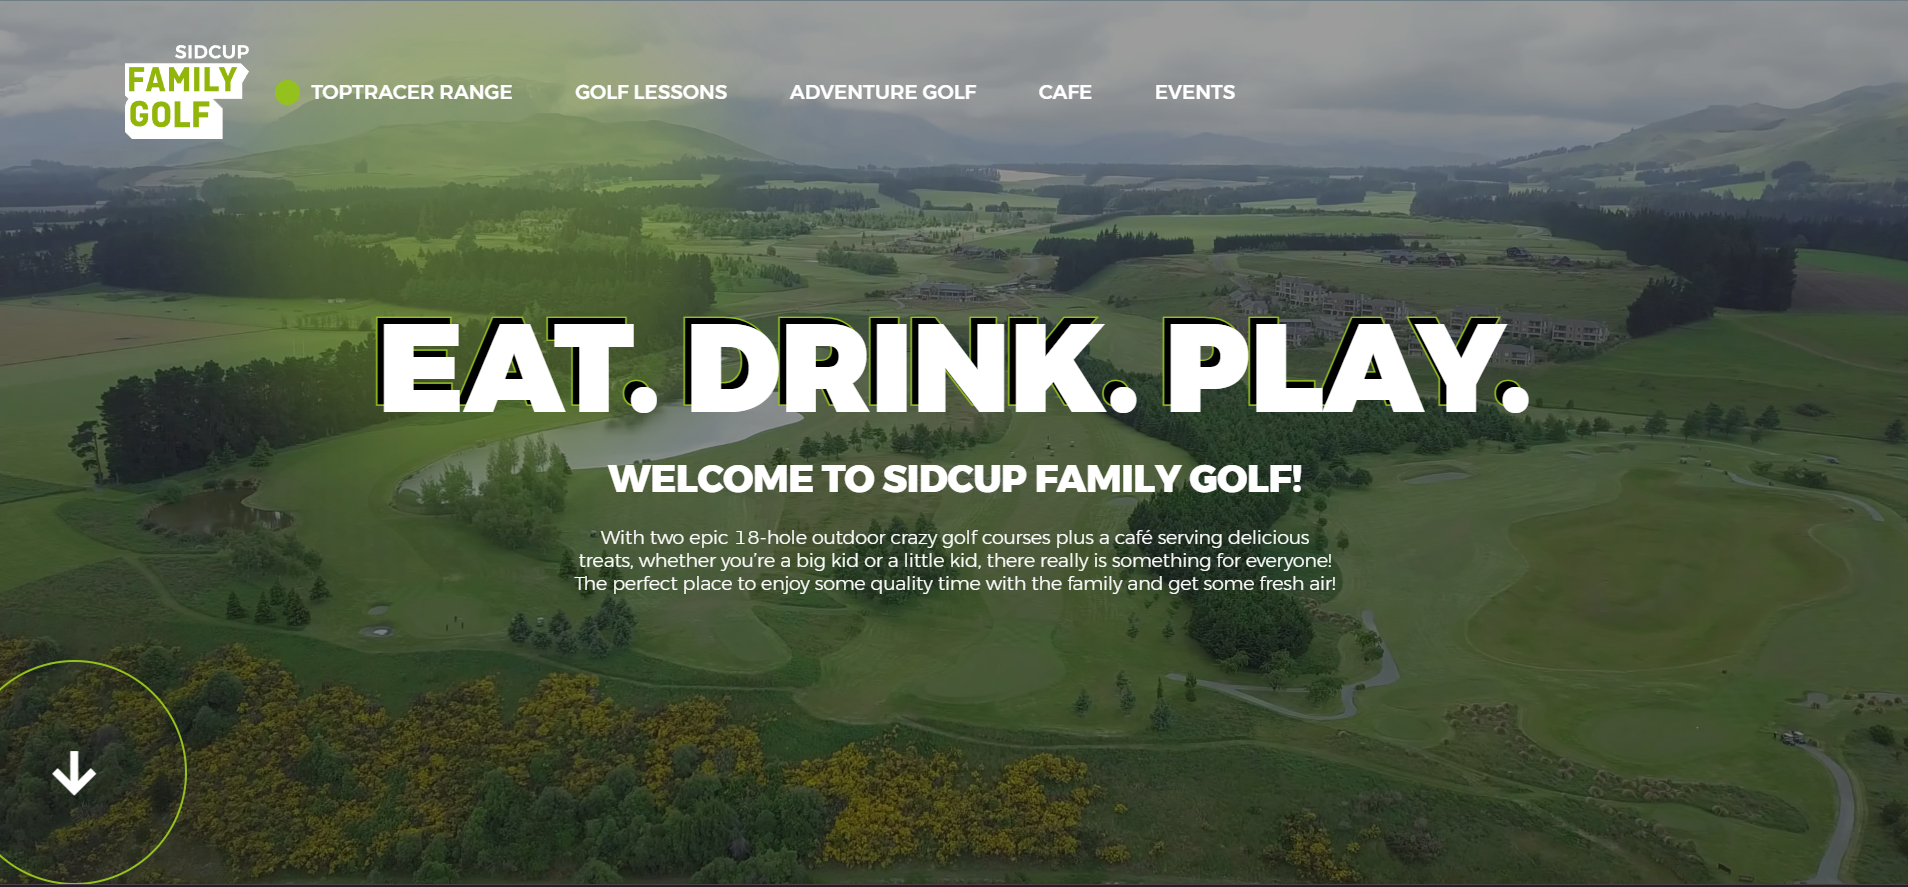 SIDCUP
FAMILY
GOLF
TOPTRACER RANGE
GOLF LESSONS
ADVENTURE GOLF
CAFE
EVENTS
EAT. DRINK. PLAY.
WELCOME TO SIDCUP FAMILY GOLF!
With two epic 18-hole outdoor crazy golf courses plus a café serving delicious
treats, whether you’re a big kid or a little kid, there really is something for everyone!
The perfect place to enjoy some quality time with the family and get some fresh air!